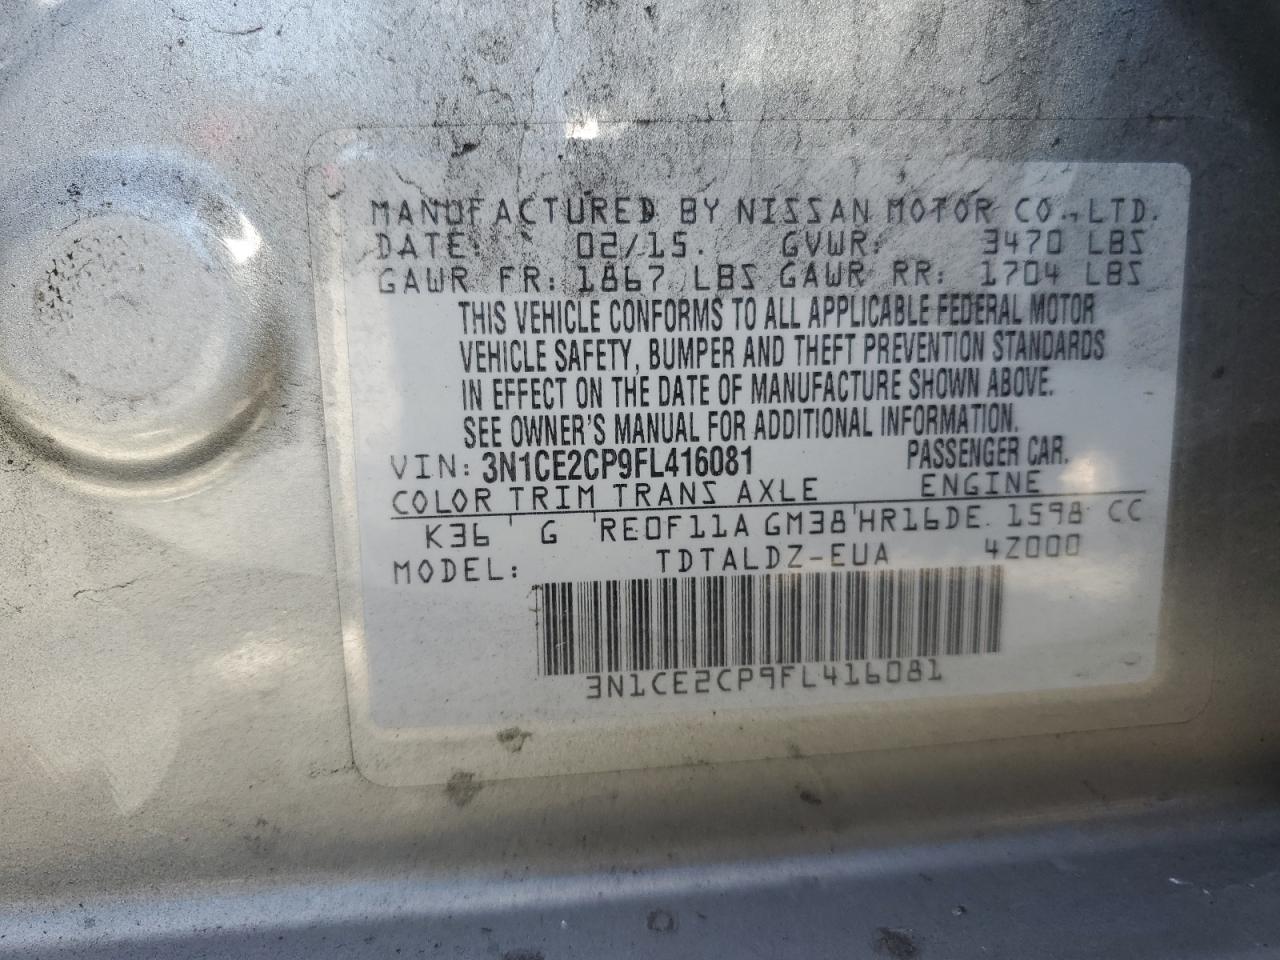 MANUFACTURED BY NISSAN MOTOR CO., LTD.
DATE: 02/15. GVWR: 3470 LBS
GAWR FR: 1867 LBS GAWR RR: 1704 LBS
THIS VEHICLE CONFORMS TO ALL APPLICABLE FEDERAL MOTOR
VEHICLE SAFETY, BUMPER AND THEFT PREVENTION STANDARDS
IN EFFECT ON THE DATE OF MANUFACTURE SHOWN ABOVE.
SEE OWNER'S MANUAL FOR ADDITIONAL INFORMATION.
VIN: 3N1CE2CP9FL416081 PASSENGER CAR.
COLOR TRIM TRANS AXLE ENGINE
K36 G RE0F11A GM38 HR16DE 1598 CC
MODEL: TDTALDZ-EUA 4Z000
3N1CE2CP9FL416081